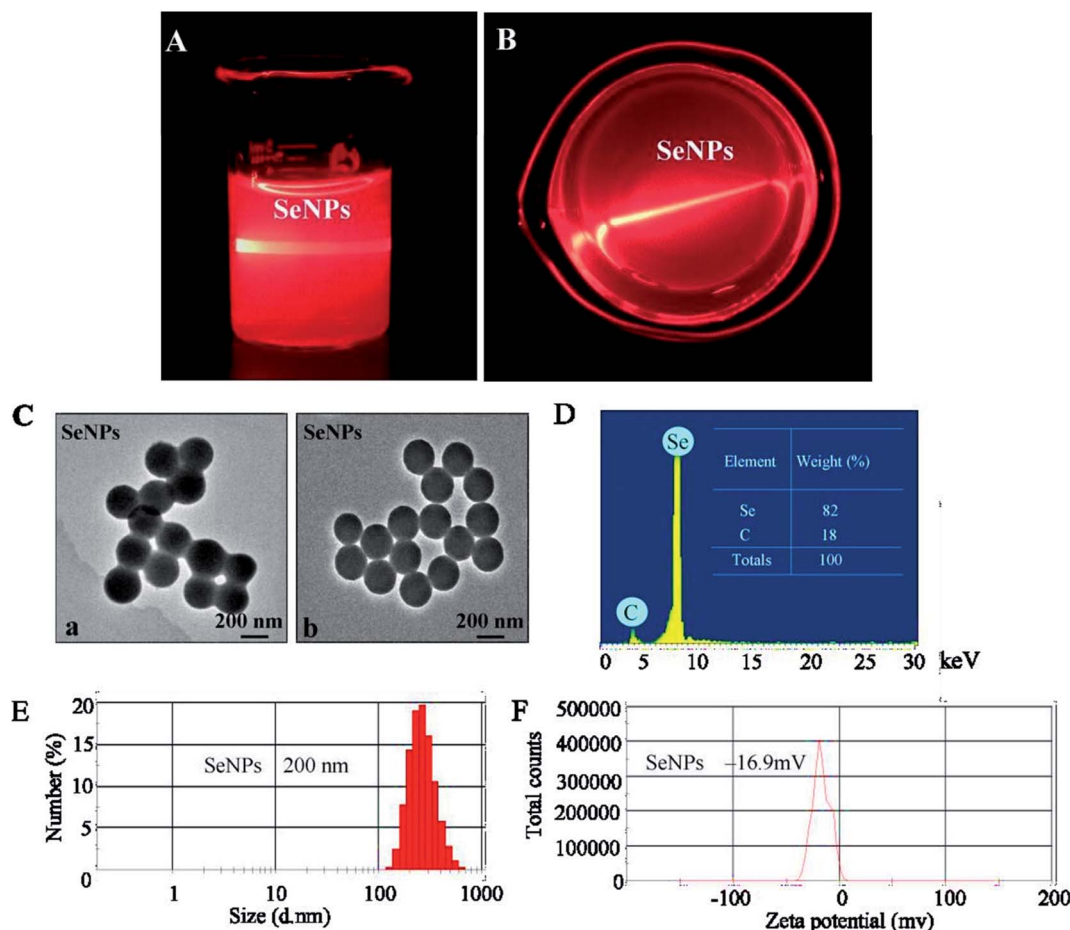 A
SeNPs
B
SeNPs
C
SeNPs
a
200 nm
SeNPs
b
200 nm
D
Se
C
Element Weight (%)
Se 82
C 18
Totals 100
0 5 10 15 20 25 30 keV
E
20
15
10
5
0
Number (%)
SeNPs 200 nm
1 10 100 1000
Size (d.nm)
F
500000
400000
300000
200000
100000
0
Total counts
SeNPs –16.9mV
-100 0 100 200
Zeta potential (mv)